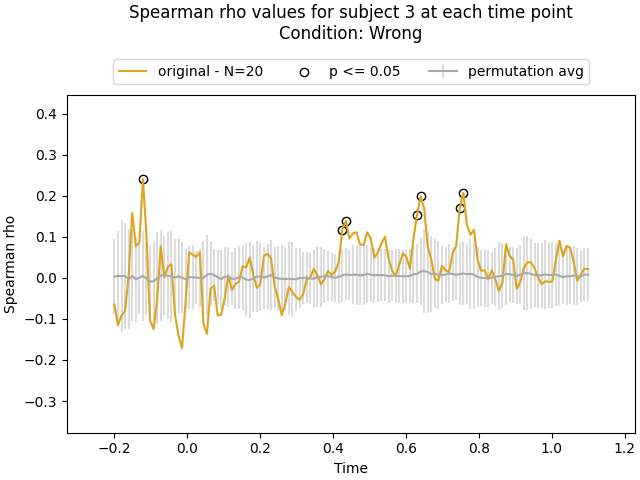 Spearman rho values for subject 3 at each time point
Condition: Wrong
original - N=20 p <= 0.05 permutation avg
0.4
0.3
0.2
0.1
0.0
−0.1
−0.2
−0.3
Spearman rho
−0.2 0.0 0.2 0.4 0.6 0.8 1.0 1.2
Time